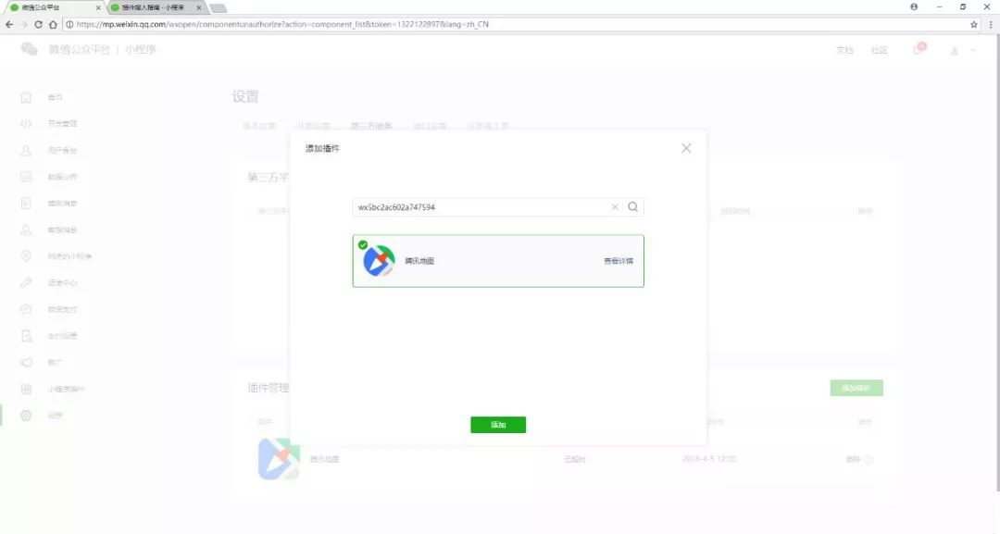 微信公众平台
插件接入指南 - 小程序
https://mp.weixin.qq.com/wxopen/componentunauthorize?action=component_list&token=1322122897&lang=zh_CN
微信公众平台 | 小程序
文档
社区
首页
开发管理
用户身份
数据分析
模板消息
客服消息
附近的小程序
运维中心
微信支付
推广
小程序插件
设置
设置
基本设置
开发设置
第三方服务
接口设置
开发者工具
添加插件
wx5bc2ac602a747594
腾讯地图
查看详情
添加
第三方平
操作
插件管理
添加插件
插件
操作
腾讯地图
已超时
2018-4-5 12:00
删除